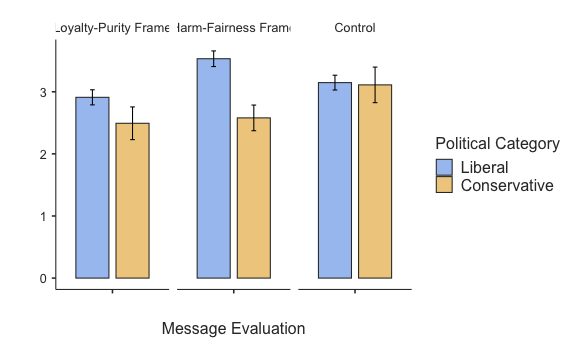 Loyalty-Purity Frame Harm-Fairness Frame Control
3
2
1
0
Political Category
Liberal
Conservative
Message Evaluation